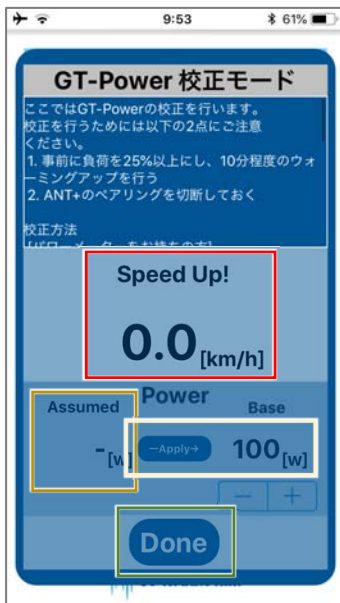 9:53
61%
GT-Power 校正モード
ここではGT-Powerの校正を行います。
校正を行うためには以下の2点にご注意
ください。
1. 事前に負荷を25%以上にし、10分程度のウォ
ーミングアップを行う
2. ANT+のペアリングを切断しておく
校正方法
Speed Up!
0.0 [km/h]
Power
Assumed
Base
-[w]
—Apply→
100 [w]
− +
Done